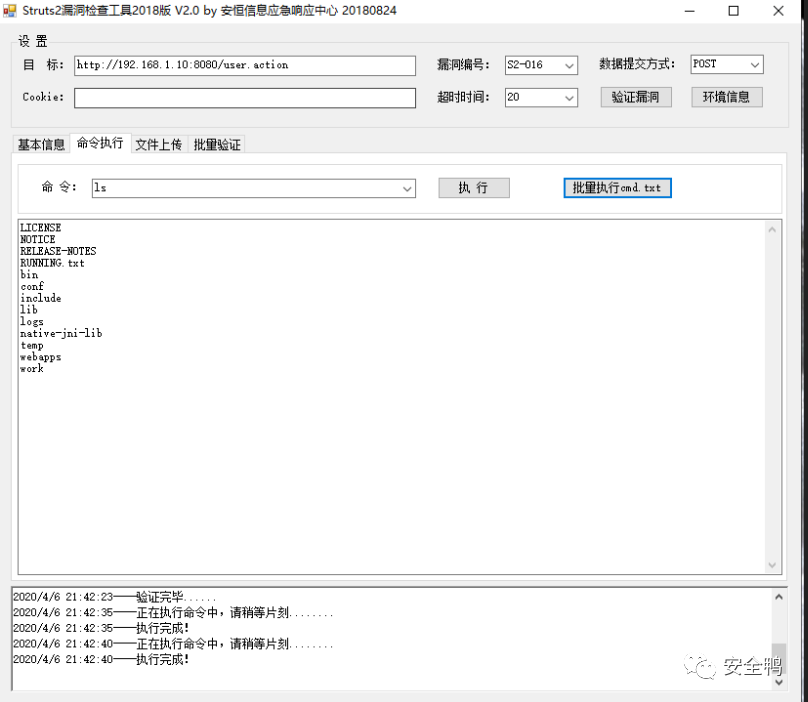 Struts2漏洞检查工具2018版 V2.0 by 安恒信息应急响应中心 20180824
设 置
目 标: http://192.168.1.10:8080/user.action 漏洞编号: S2-016 数据提交方式: POST
Cookie: 超时时间: 20 验证漏洞 环境信息
基本信息 命令执行 文件上传 批量验证
命 令: ls 执 行 批量执行cmd.txt
LICENSE
NOTICE
RELEASE-NOTES
RUNNING.txt
bin
conf
include
lib
logs
native-jni-lib
temp
webapps
work
2020/4/6 21:42:23——验证完毕......
2020/4/6 21:42:35——正在执行命令中，请稍等片刻........
2020/4/6 21:42:35——执行完成!
2020/4/6 21:42:40——正在执行命令中，请稍等片刻........
2020/4/6 21:42:40——执行完成!
安全鸭